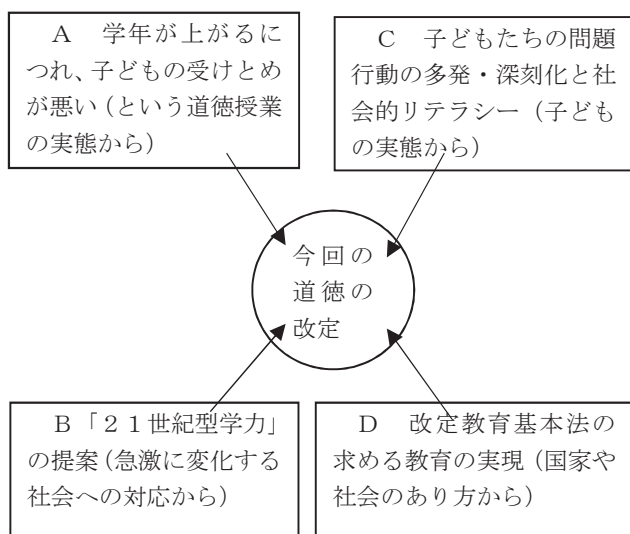 A　学年が上がるに
つれ、子どもの受けとめ
が悪い（という道徳授業
の実態から）
C　子どもたちの問題
行動の多発・深刻化と社
会的リテラシー（子ども
の実態から）
今回の
道徳の
改定
B「２１世紀型学力」
の提案（急激に変化する
社会への対応から）
D　改定教育基本法の
求める教育の実現（国家や
社会のあり方から）